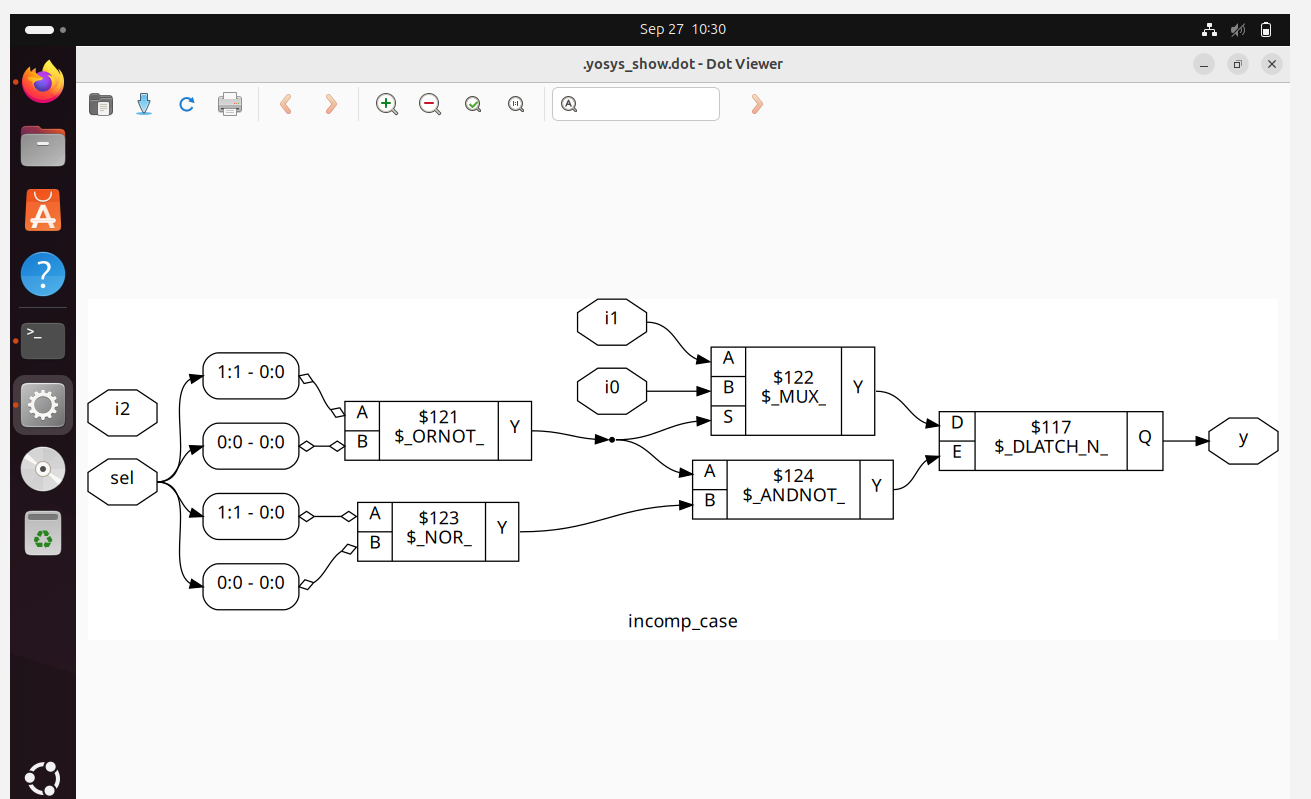 Sep 27 10:30
.yosys_show.dot - Dot Viewer
i1
i0
A
B
S
$122
$_MUX_
Y
1:1 - 0:0
0:0 - 0:0
i2
sel
A
B
$121
$_ORNOT_
Y
D
E
$117
$_DLATCH_N_
Q
y
A
B
$124
$_ANDNOT_
Y
1:1 - 0:0
0:0 - 0:0
A
B
$123
$_NOR_
Y
incomp_case